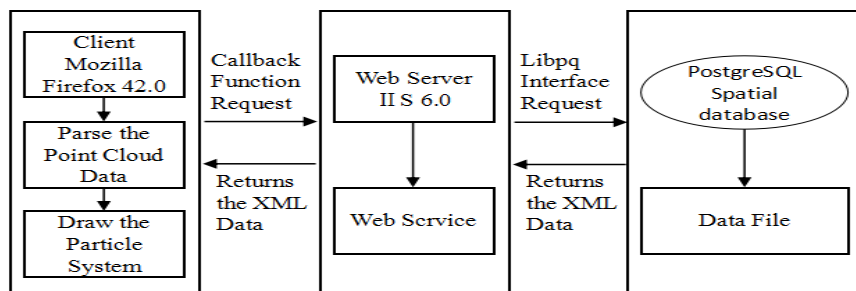 Client
Mozilla
Firefox 42.0
Parse the
Point Cloud
Data
Draw the
Particle
System
Callback
Function
Request
Returns
the XML
Data
Web Server
II S 6.0
Web Scrvice
Libpq
Interface
Request
Returns
the XML
Data
PostgreSQL
Spatial
database
Data File